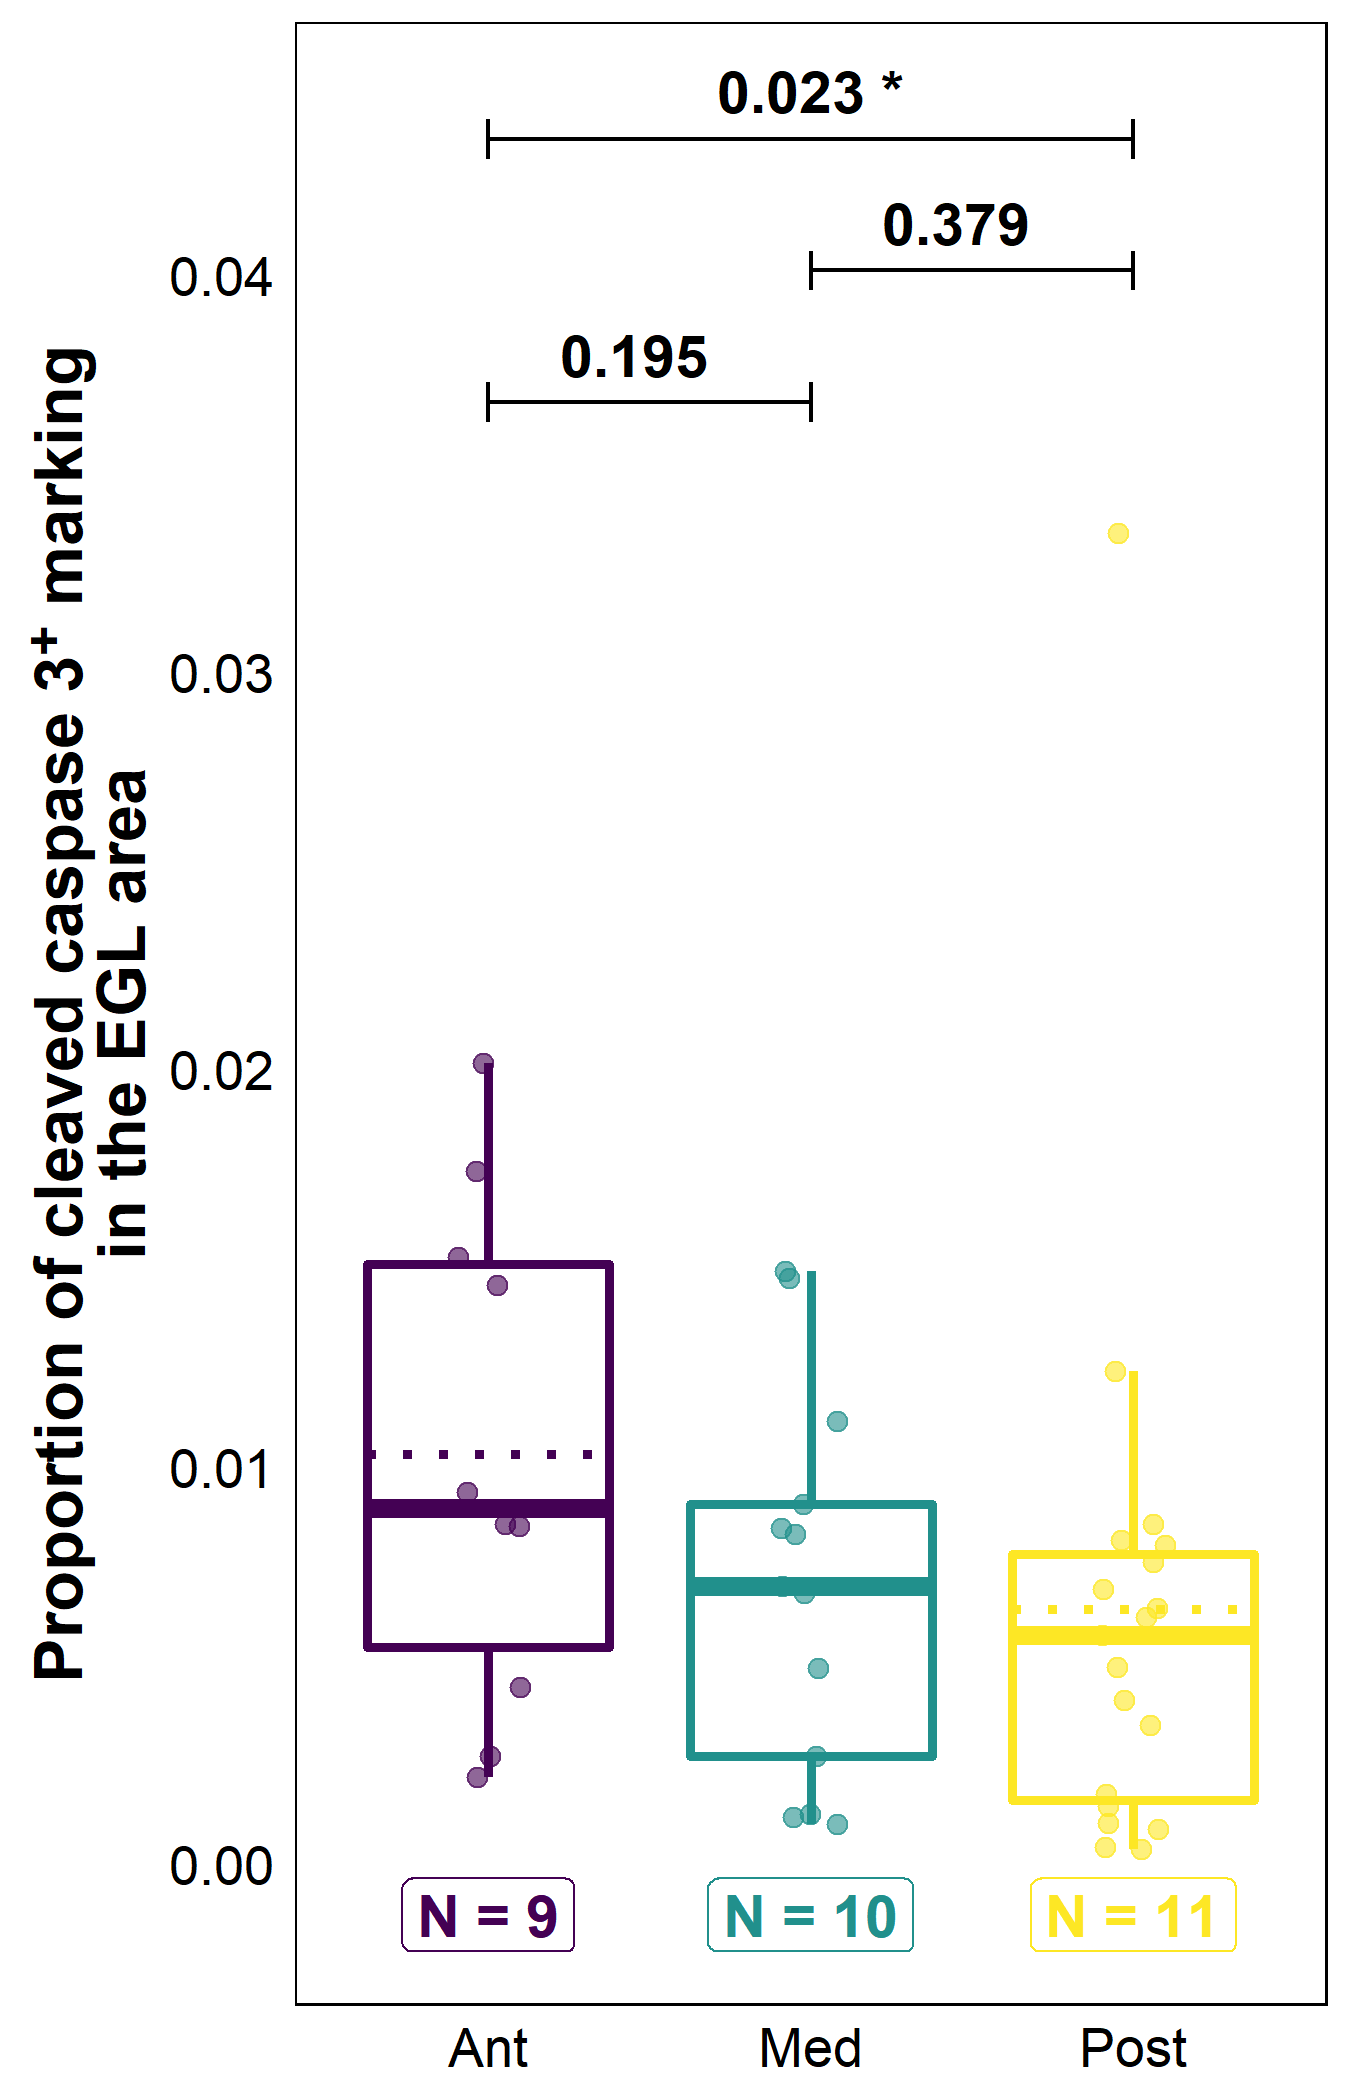 0.023 *
0.379
0.195
Proportion of cleaved caspase 3⁺ marking
in the EGL area
0.04
0.03
0.02
0.01
0.00
N = 9
N = 10
N = 11
Ant
Med
Post